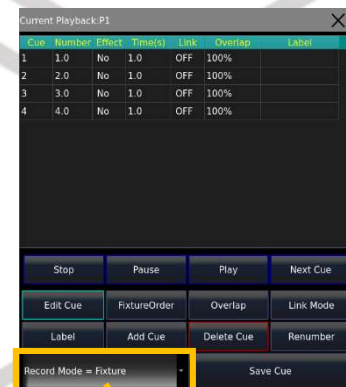 Current Playback:P1
Cue Number Effect Time(s) Link Overlap Label
1 1.0 No 1.0 OFF 100%
2 2.0 No 1.0 OFF 100%
3 3.0 No 1.0 OFF 100%
4 4.0 No 1.0 OFF 100%
Stop Pause Play Next Cue
Edit Cue FixtureOrder Overlap Link Mode
Label Add Cue Delete Cue Renumber
Record Mode = Fixture Save Cue